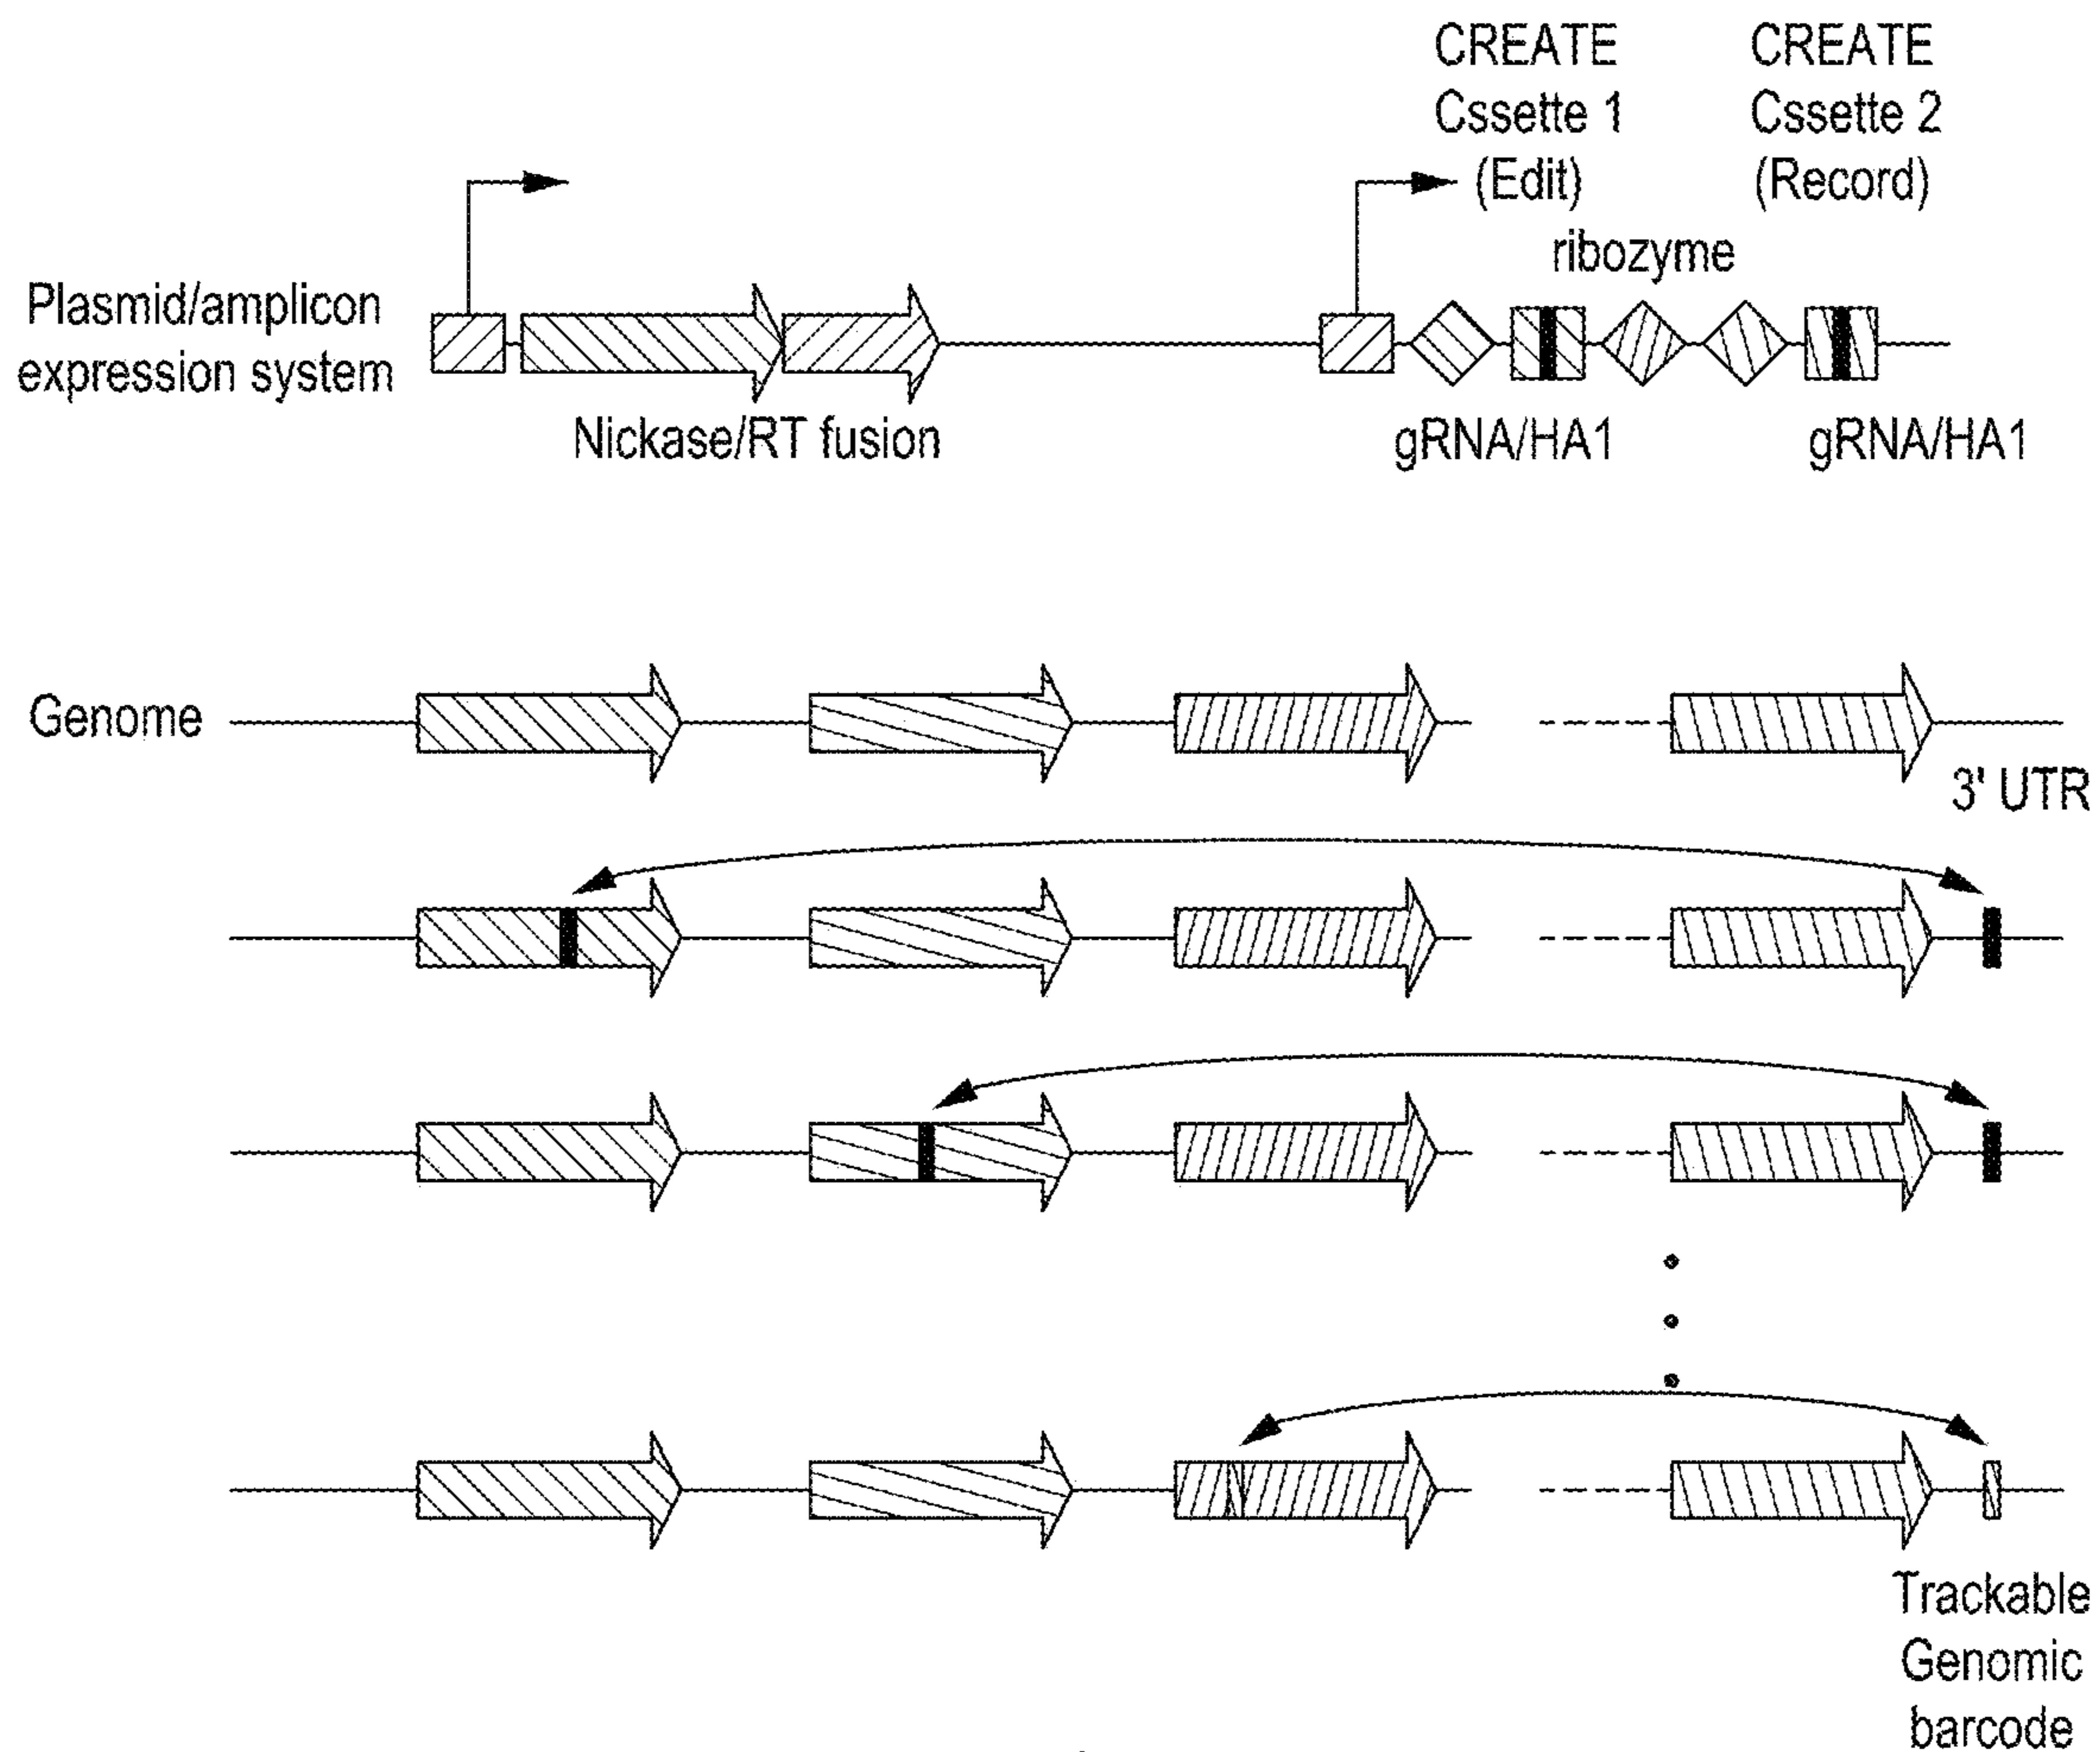 CREATE
Cssette 1
(Edit)
CREATE
Cssette 2
(Record)
ribozyme
Plasmid/amplicon
expression system
Nickase/RT fusion
gRNA/HA1
gRNA/HA1
Genome
3' UTR
Trackable
Genomic
barcode